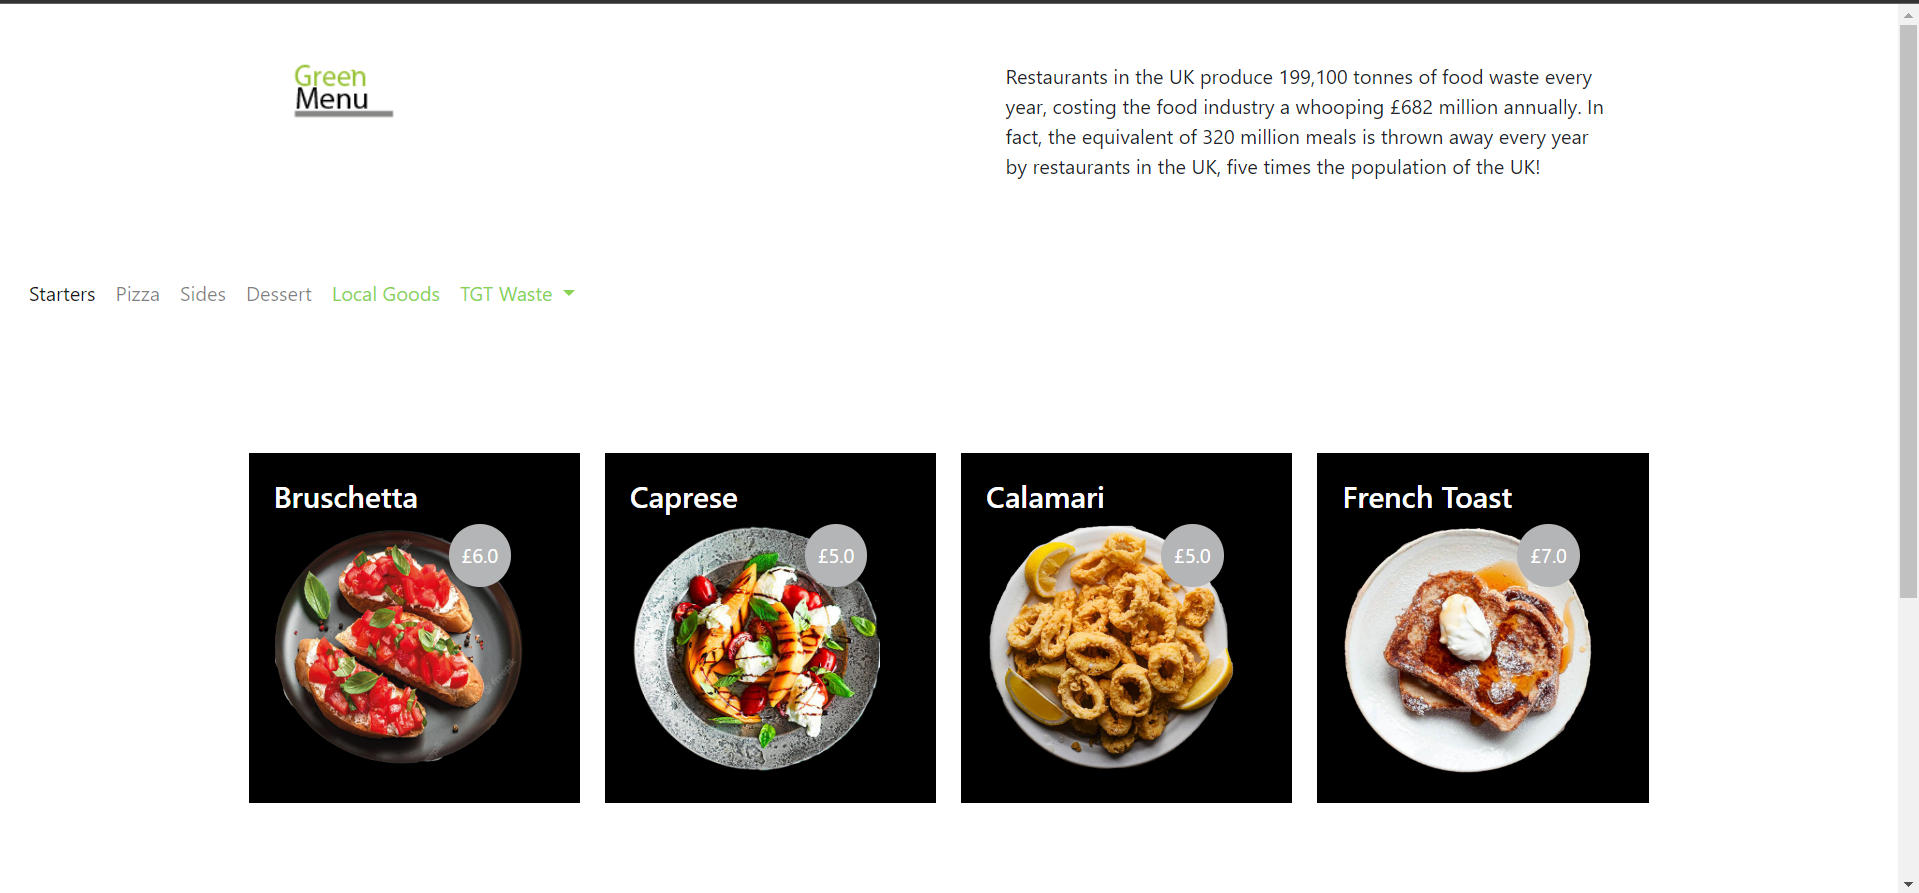 Green
Menu
Restaurants in the UK produce 199,100 tonnes of food waste every
year, costing the food industry a whooping £682 million annually. In
fact, the equivalent of 320 million meals is thrown away every year
by restaurants in the UK, five times the population of the UK!
Starters Pizza Sides Dessert Local Goods TGT Waste
Bruschetta
£6.0
Caprese
£5.0
Calamari
£5.0
French Toast
£7.0